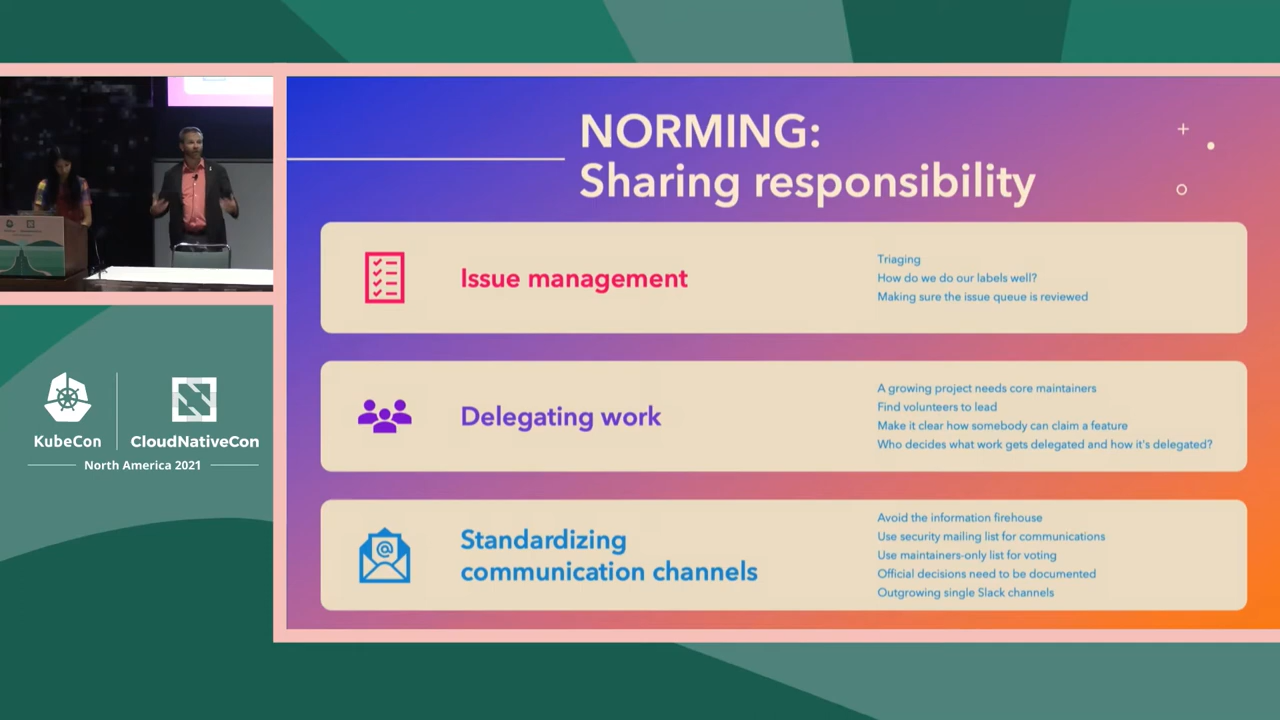 NORMING:
Sharing responsibility
Issue management
Triaging
How do we do our labels well?
Making sure the issue queue is reviewed
Delegating work
A growing project needs core maintainers
Find volunteers to lead
Make it clear how somebody can claim a feature
Who decides what work gets delegated and how it's delegated?
Standardizing
communication channels
Avoid the information firehouse
Use security mailing list for communications
Use maintainers-only list for voting
Official decisions need to be documented
Outgrowing single Slack channels
KubeCon
CloudNativeCon
North America 2021